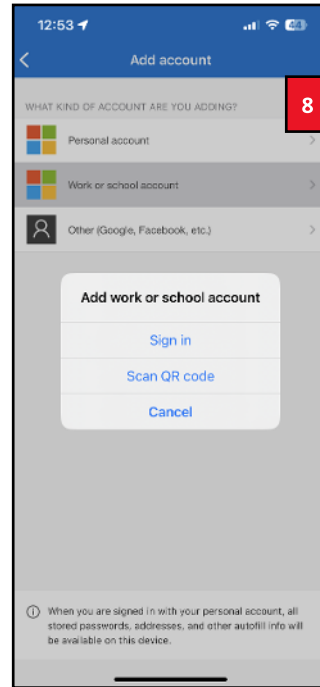 12:53
44
Add account
8
WHAT KIND OF ACCOUNT ARE YOU ADDING?
Personal account
Work or school account
Other (Google, Facebook, etc.)
Add work or school account
Sign in
Scan QR code
Cancel
When you are signed in with your personal account, all
stored passwords, addresses, and other autofill info will
be available on this device.